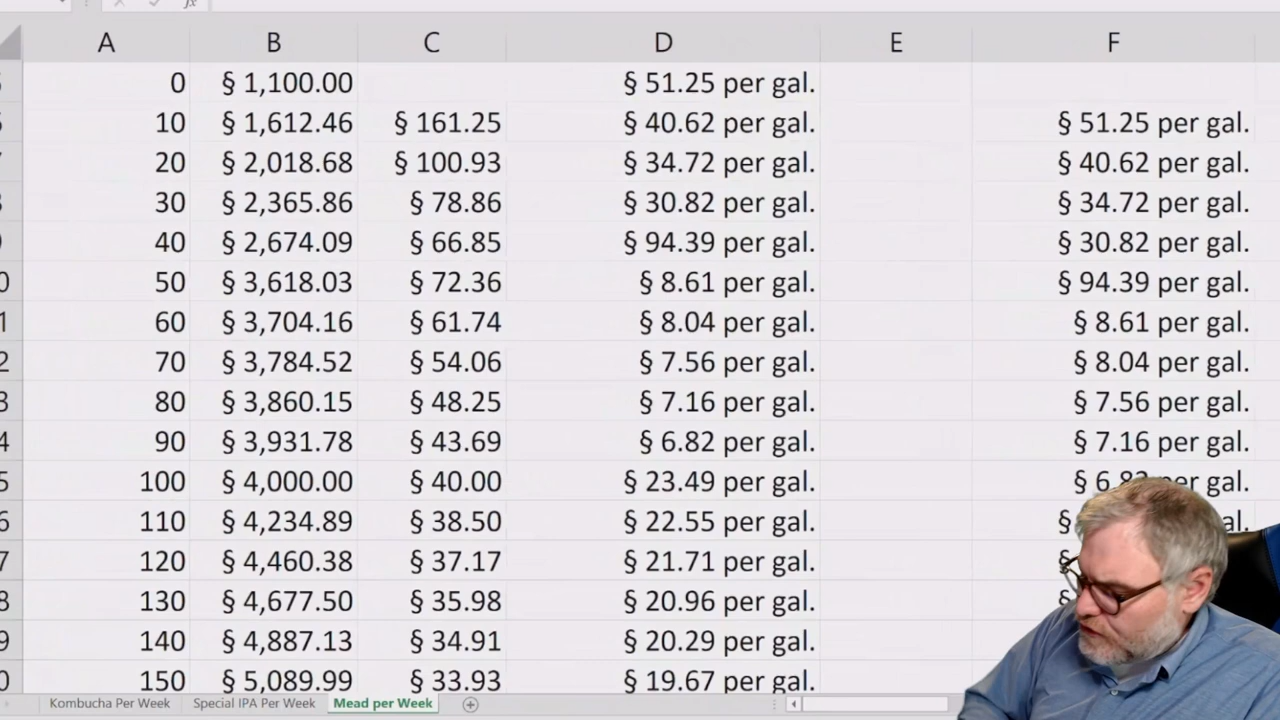 fx
A B C D E F
0 § 1,100.00 § 51.25 per gal.
10 § 1,612.46 § 161.25 § 40.62 per gal. § 51.25 per gal.
20 § 2,018.68 § 100.93 § 34.72 per gal. § 40.62 per gal.
30 § 2,365.86 § 78.86 § 30.82 per gal. § 34.72 per gal.
40 § 2,674.09 § 66.85 § 94.39 per gal. § 30.82 per gal.
50 § 3,618.03 § 72.36 § 8.61 per gal. § 94.39 per gal.
60 § 3,704.16 § 61.74 § 8.04 per gal. § 8.61 per gal.
70 § 3,784.52 § 54.06 § 7.56 per gal. § 8.04 per gal.
80 § 3,860.15 § 48.25 § 7.16 per gal. § 7.56 per gal.
90 § 3,931.78 § 43.69 § 6.82 per gal. § 7.16 per gal.
100 § 4,000.00 § 40.00 § 23.49 per gal. § 6.82 per gal.
110 § 4,234.89 § 38.50 § 22.55 per gal. §
120 § 4,460.38 § 37.17 § 21.71 per gal.
130 § 4,677.50 § 35.98 § 20.96 per gal.
140 § 4,887.13 § 34.91 § 20.29 per gal.
150 § 5,089.99 § 33.93 § 19.67 per gal.
Kombucha Per Week Special IPA Per Week Mead per Week